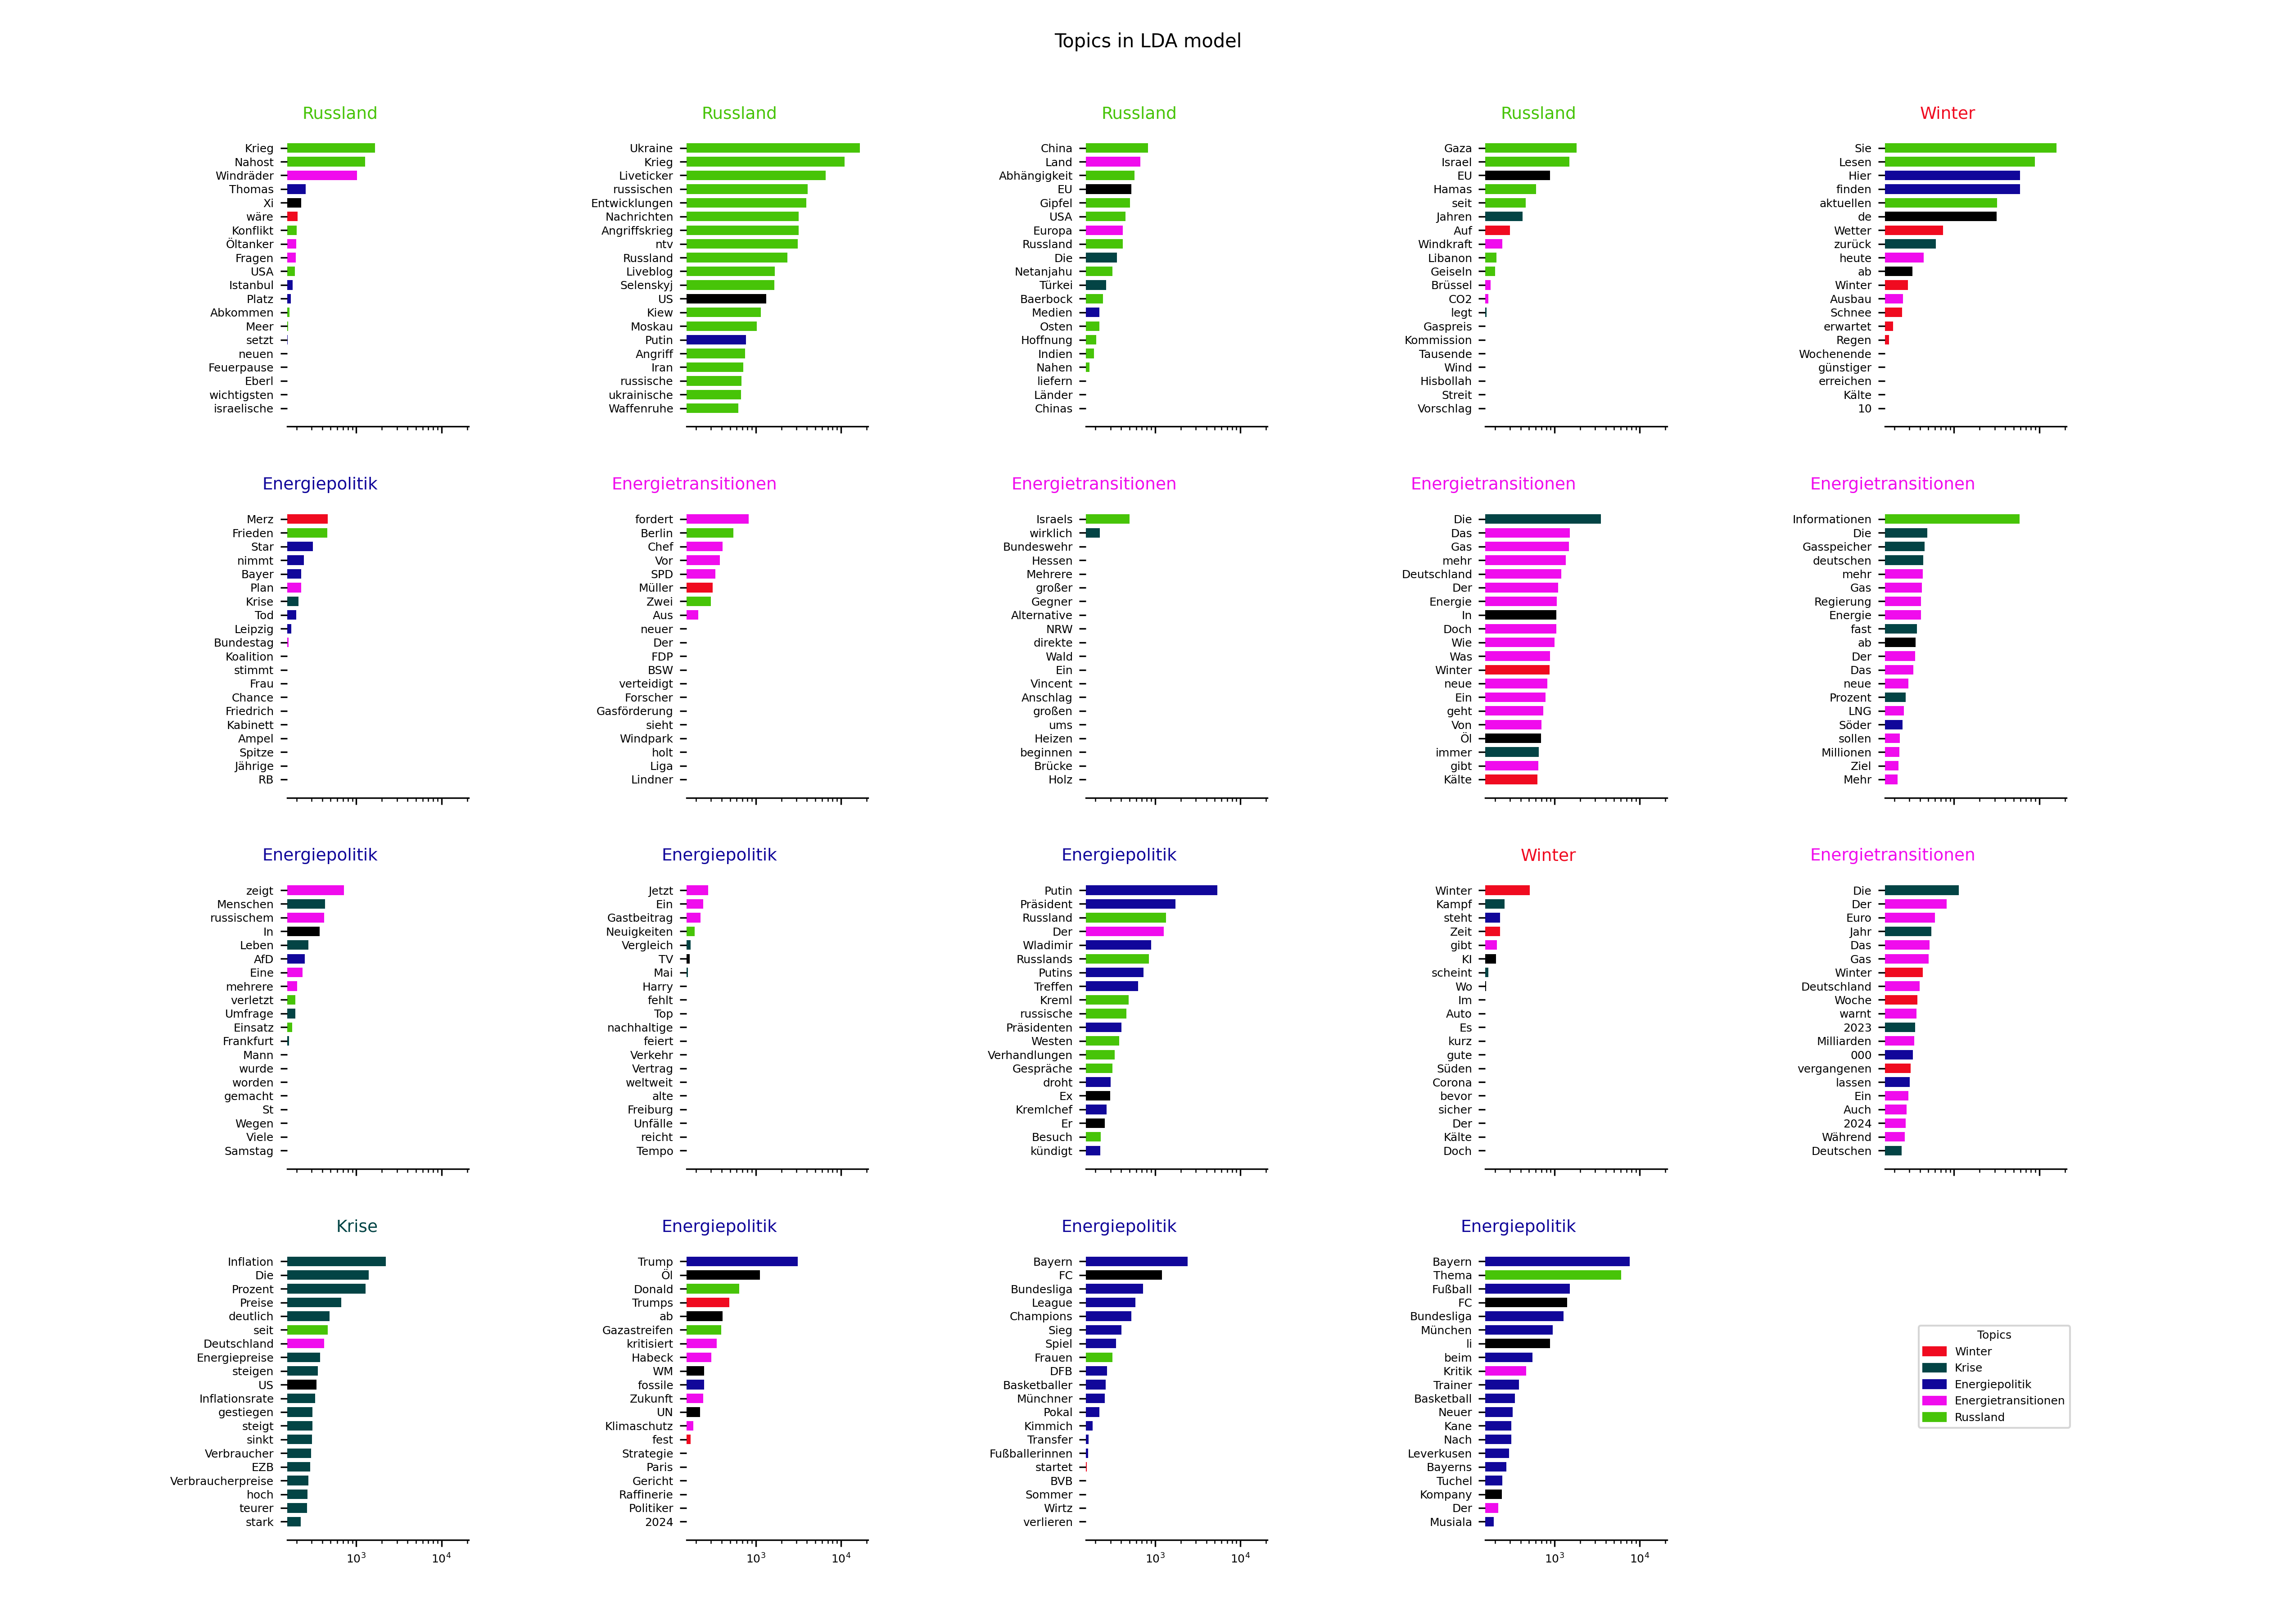 Topics in LDA model
Russland
Krieg
Nahost
Windräder
Thomas
Xi
wäre
Konflikt
Öltanker
Fragen
USA
Istanbul
Platz
Abkommen
Meer
setzt
neuen
Feuerpause
Eberl
wichtigsten
israelische
Russland
Ukraine
Krieg
Liveticker
russischen
Entwicklungen
Nachrichten
Angriffskrieg
ntv
Russland
Liveblog
Selenskyj
US
Kiew
Moskau
Putin
Angriff
Iran
russische
ukrainische
Waffenruhe
Russland
China
Land
Abhängigkeit
EU
Gipfel
USA
Europa
Russland
Die
Netanjahu
Türkei
Baerbock
Medien
Osten
Hoffnung
Indien
Nahen
liefern
Länder
Chinas
Russland
Gaza
Israel
EU
Hamas
seit
Jahren
Auf
Windkraft
Libanon
Geiseln
Brüssel
CO2
legt
Gaspreis
Kommission
Tausende
Wind
Hisbollah
Streit
Vorschlag
Winter
Sie
Lesen
Hier
finden
aktuellen
de
Wetter
zurück
heute
ab
Winter
Ausbau
Schnee
erwartet
Regen
Wochenende
günstiger
erreichen
Kälte
10
Energiepolitik
Merz
Frieden
Star
nimmt
Bayer
Plan
Krise
Tod
Leipzig
Bundestag
Koalition
stimmt
Frau
Chance
Friedrich
Kabinett
Ampel
Spitze
Jährige
RB
Energietransitionen
fordert
Berlin
Chef
Vor
SPD
Müller
Zwei
Aus
neuer
Der
FDP
BSW
verteidigt
Forscher
Gasförderung
sieht
Windpark
holt
Liga
Lindner
Energietransitionen
Israels
wirklich
Bundeswehr
Hessen
Mehrere
großer
Gegner
Alternative
NRW
direkte
Wald
Ein
Vincent
Anschlag
großen
ums
Heizen
beginnen
Brücke
Holz
Energietransitionen
Die
Das
Gas
mehr
Deutschland
Der
Energie
In
Doch
Wie
Was
Winter
neue
Ein
geht
Von
Öl
immer
gibt
Kälte
Energietransitionen
Informationen
Die
Gasspeicher
deutschen
mehr
Gas
Regierung
Energie
fast
ab
Der
Das
neue
Prozent
LNG
Söder
sollen
Millionen
Ziel
Mehr
Energiepolitik
zeigt
Menschen
russischem
In
Leben
AfD
Eine
mehrere
verletzt
Umfrage
Einsatz
Frankfurt
Mann
wurde
worden
gemacht
St
Wegen
Viele
Samstag
Energiepolitik
Jetzt
Ein
Gastbeitrag
Neuigkeiten
Vergleich
TV
Mai
Harry
fehlt
Top
nachhaltige
feiert
Verkehr
Vertrag
weltweit
alte
Freiburg
Unfälle
reicht
Tempo
Energiepolitik
Putin
Präsident
Russland
Der
Wladimir
Russlands
Putins
Treffen
Kreml
russische
Präsidenten
Westen
Verhandlungen
Gespräche
droht
Ex
Kremlchef
Er
Besuch
kündigt
Winter
Winter
Kampf
steht
Zeit
gibt
KI
scheint
Wo
Im
Auto
Es
kurz
gute
Süden
Corona
bevor
sicher
Der
Kälte
Doch
Energietransitionen
Die
Der
Euro
Jahr
Das
Gas
Winter
Deutschland
Woche
warnt
2023
Milliarden
000
vergangenen
lassen
Ein
Auch
2024
Während
Deutschen
Krise
Inflation
Die
Prozent
Preise
deutlich
seit
Deutschland
Energiepreise
steigen
US
Inflationsrate
gestiegen
steigt
sinkt
Verbraucher
EZB
Verbraucherpreise
hoch
teurer
stark
10³ 10⁴
Energiepolitik
Trump
Öl
Donald
Trumps
ab
Gazastreifen
kritisiert
Habeck
WM
fossile
Zukunft
UN
Klimaschutz
fest
Strategie
Paris
Gericht
Raffinerie
Politiker
2024
10³ 10⁴
Energiepolitik
Bayern
FC
Bundesliga
League
Champions
Sieg
Spiel
Frauen
DFB
Basketballer
Münchner
Pokal
Kimmich
Transfer
Fußballerinnen
startet
BVB
Sommer
Wirtz
verlieren
10³ 10⁴
Energiepolitik
Bayern
Thema
Fußball
FC
Bundesliga
München
li
beim
Kritik
Trainer
Basketball
Neuer
Kane
Nach
Leverkusen
Bayerns
Tuchel
Kompany
Der
Musiala
10³ 10⁴
Topics
Winter
Krise
Energiepolitik
Energietransitionen
Russland